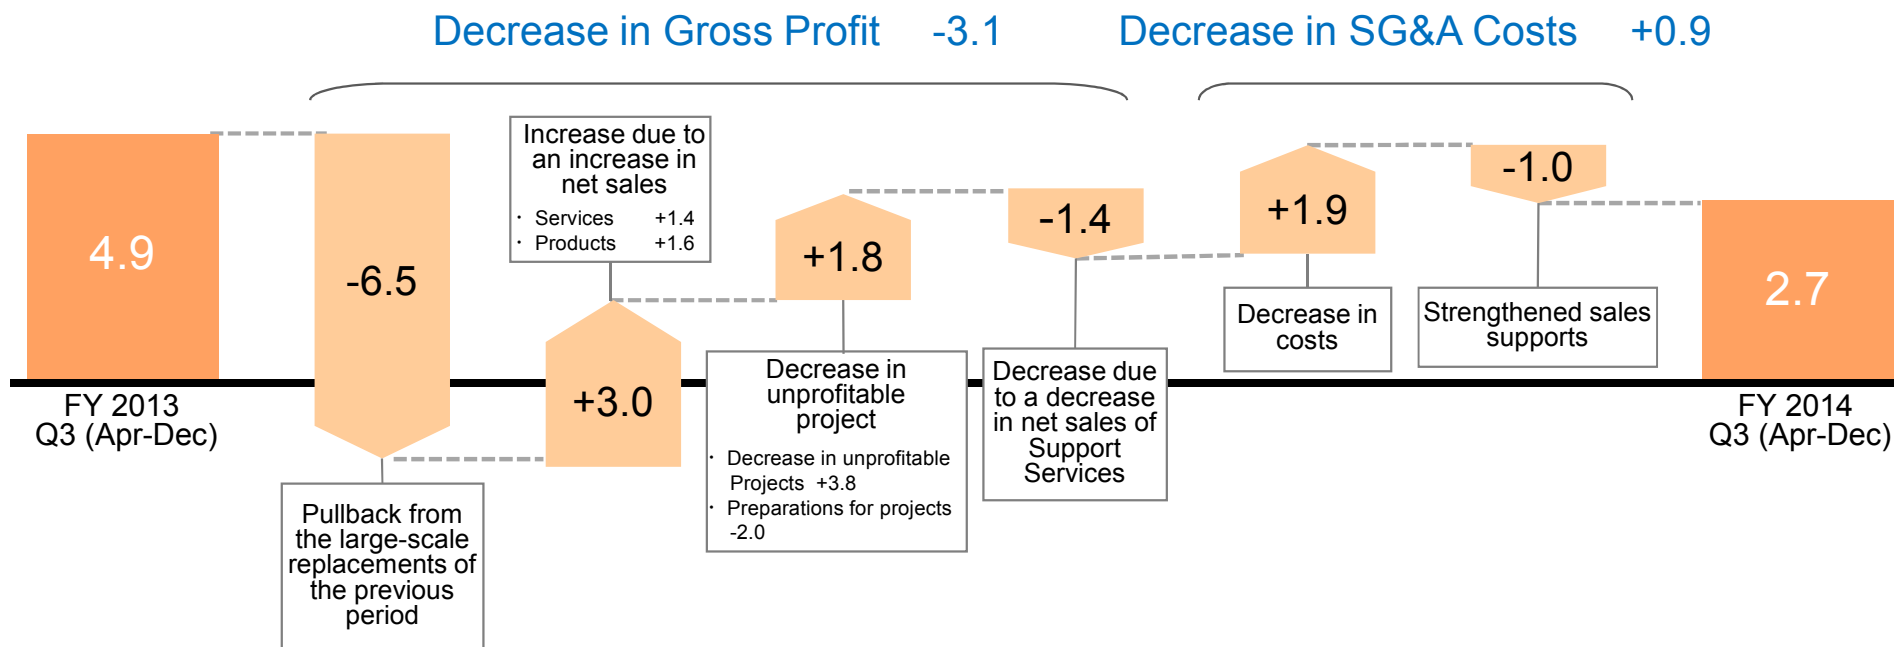 Decrease in Gross Profit -3.1
Decrease in SG&A Costs +0.9
4.9
FY 2013
Q3 (Apr-Dec)
-6.5
Pullback from
the large-scale
replacements of
the previous
period
Increase due to
an increase in
net sales
・ Services +1.4
・ Products +1.6
+3.0
+1.8
Decrease in
unprofitable
project
・ Decrease in unprofitable
Projects +3.8
・ Preparations for projects
-2.0
-1.4
Decrease due
to a decrease
in net sales of
Support
Services
+1.9
Decrease in
costs
-1.0
Strengthened sales
supports
2.7
FY 2014
Q3 (Apr-Dec)